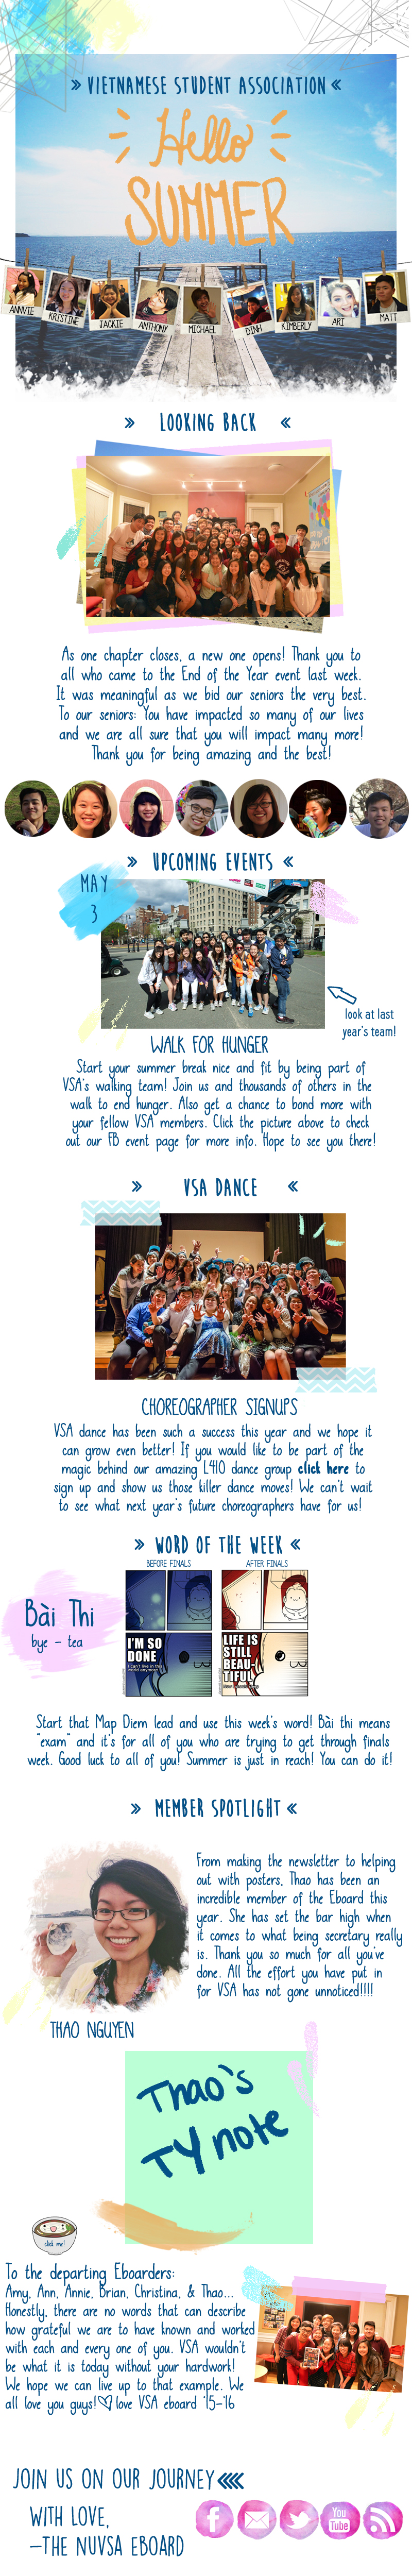 » VIETNAMESE STUDENT ASSOCIATION «
Hello
SUMMER
ANNVIE
KRISTINE
JACKIE
ANTHONY
MICHAEL
DINH
KIMBERLY
ARI
MATT
» LOOKING BACK «
As one chapter closes, a new one opens! Thank you to
all who came to the End of the Year event last week.
It was meaningful as we bid our seniors the very best.
To our seniors: You have impacted so many of our lives
and we are all sure that you will impact many more!
Thank you for being amazing and the best!
» UPCOMING EVENTS «
MAY
3
look at last
year's team!
WALK FOR HUNGER
Start your summer break nice and fit by being part of
VSA's walking team! Join us and thousands of others in the
walk to end hunger. Also get a chance to bond more with
your fellow VSA members. Click the picture above to check
out our FB event page for more info. Hope to see you there!
» VSA DANCE «
CHOREOGRAPHER SIGNUPS
VSA dance has been such a success this year and we hope it
can grow even better! If you would like to be part of the
magic behind our amazing L410 dance group click here to
sign up and show us those killer dance moves! We can't wait
to see what next year's future choreographers have for us!
» WORD OF THE WEEK «
BEFORE FINALS
AFTER FINALS
Bài Thi
bye - tea
I'M SO
DONE
I can't live in this
world anymore
LIFE IS
STILL
BEAU-
TIFUL
Start that Map Diem lead and use this week's word! Bài thi means
"exam" and it's for all of you who are trying to get through finals
week. Good luck to all of you! Summer is just in reach! You can do it!
» MEMBER SPOTLIGHT «
From making the newsletter to helping
out with posters, Thao has been an
incredible member of the Eboard this
year. She has set the bar high when
it comes to what being secretary really
is. Thank you so much for all you've
done. All the effort you have put in
for VSA has not gone unnoticed!!!!
THAO NGUYEN
Thao's
TY note
click me!
To the departing Eboarders:
Amy, Ann, Annie, Brian, Christina, & Thao...
Honestly, there are no words that can describe
how grateful we are to have known and worked
with each and every one of you. VSA wouldn't
be what it is today without your hardwork!
We hope we can live up to that example. We
all love you guys!♡ love VSA eboard '15-'16
JOIN US ON OUR JOURNEY
WITH LOVE,
-THE NUVSA EBOARD
You
Tube